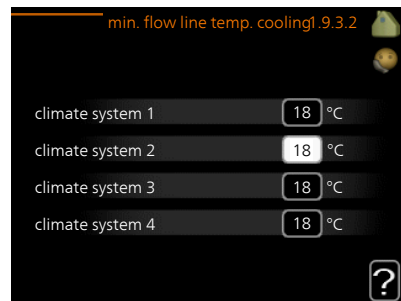 min. flow line temp. cooling1.9.3.2
climate system 1 18 °C
climate system 2 18 °C
climate system 3 18 °C
climate system 4 18 °C
?